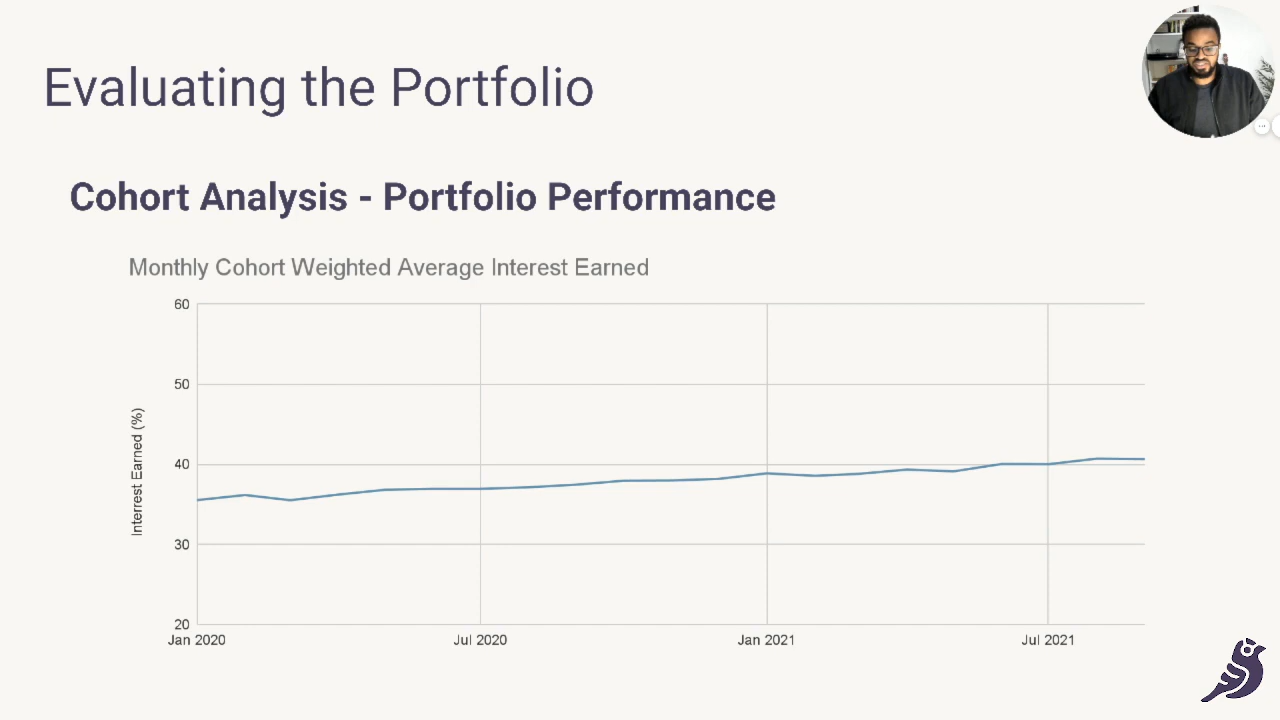 Evaluating the Portfolio
Cohort Analysis - Portfolio Performance
Monthly Cohort Weighted Average Interest Earned
60
50
40
30
20
Interrest Earned (%)
Jan 2020
Jul 2020
Jan 2021
Jul 2021